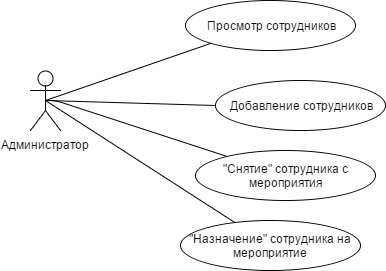 Просмотр сотрудников
Добавление сотрудников
Администратор
"Снятие" сотрудника с
мероприятия
"Назначение" сотрудника на
мероприятие